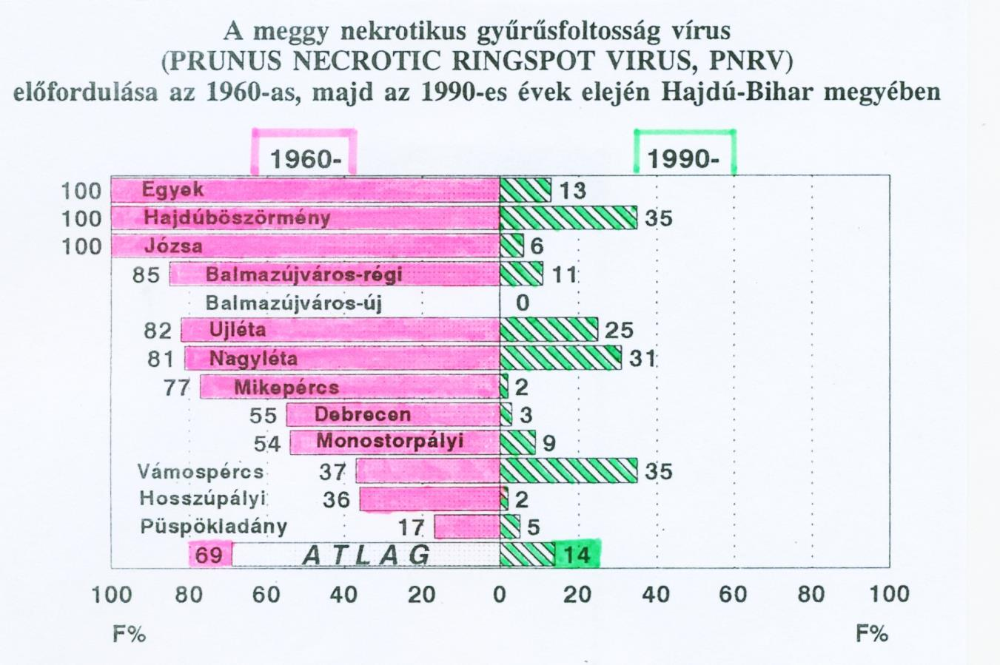 A meggy nekrotikus gyűrűsfoltosság vírus
(PRUNUS NECROTIC RINGSPOT VIRUS, PNRV)
előfordulása az 1960-as, majd az 1990-es évek elején Hajdú-Bihar megyében
1960- 1990-
100 Egyek 13
100 Hajdúböszörmény 35
100 Józsa 6
85 Balmazújváros-régi 11
Balmazújváros-új 0
82 Ujléta 25
81 Nagyléta 31
77 Mikepércs 2
55 Debrecen 3
54 Monostorpályi 9
Vámospércs 37 35
Hosszúpályi 36 2
Püspökladány 17 5
69 ATLAG 14
100 80 60 40 20 0 20 40 60 80 100
F% F%